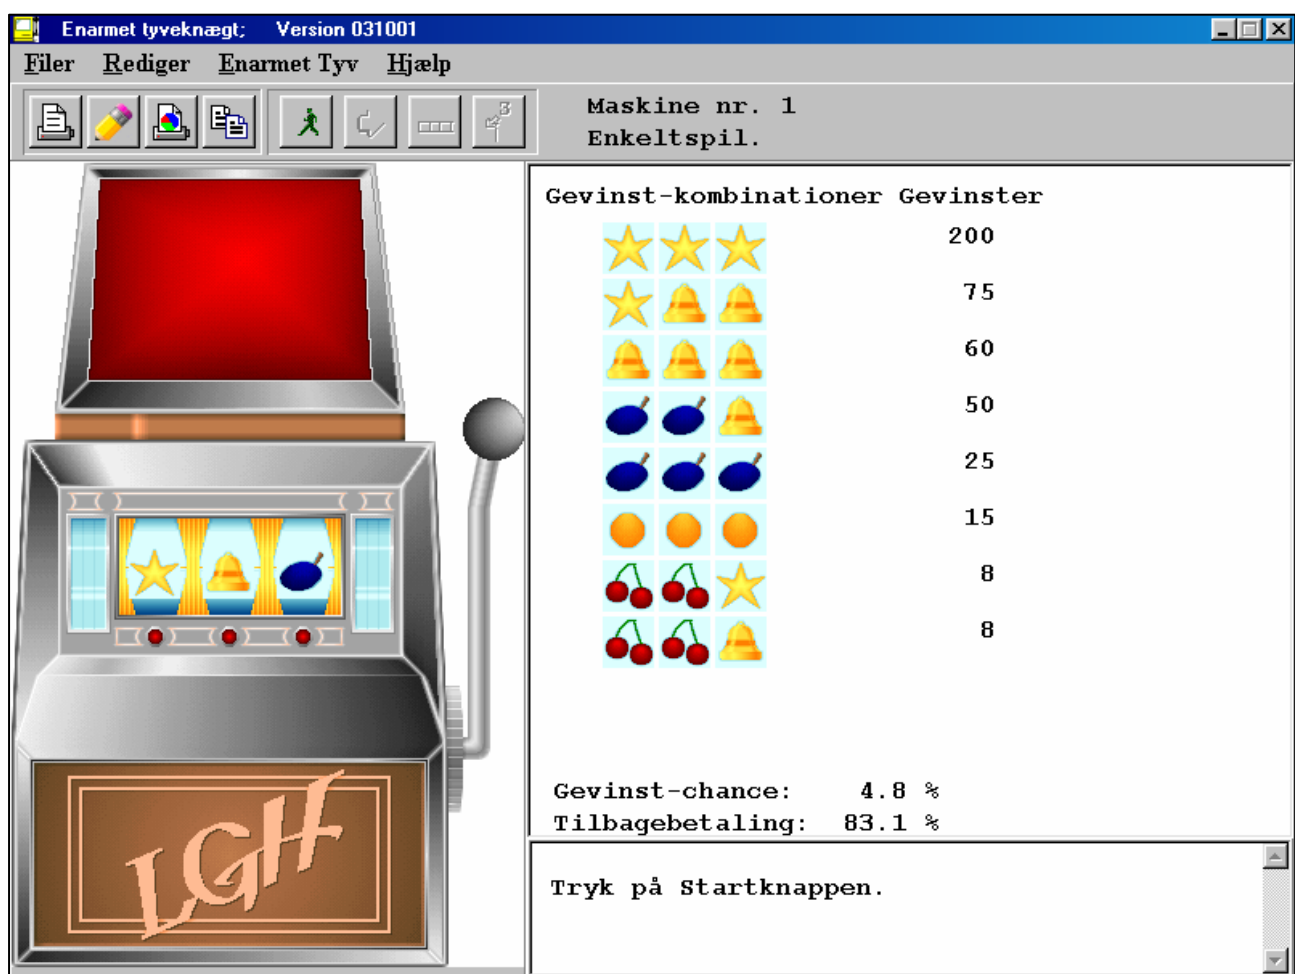 Enarmet tyveknægt;    Version 031001
Filer    Rediger    Enarmet Tyv    Hjælp
Maskine nr. 1
Enkeltspil.
Gevinst-kombinationer Gevinster
200
75
60
50
25
15
8
8
Gevinst-chance:    4.8 %
Tilbagebetaling:  83.1 %
Tryk på Startknappen.
LGH